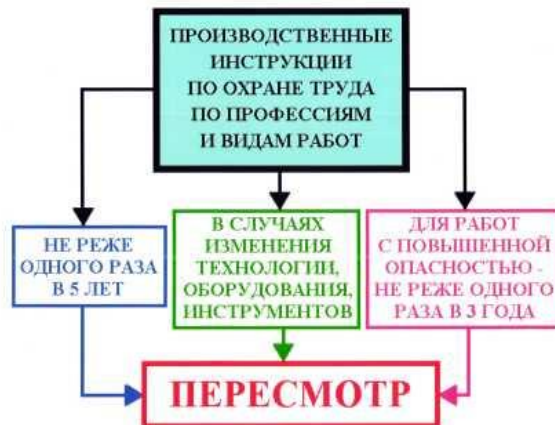 ПРОИЗВОДСТВЕННЫЕ
ИНСТРУКЦИИ
ПО ОХРАНЕ ТРУДА
ПО ПРОФЕССИЯМ
И ВИДАМ РАБОТ
НЕ РЕЖЕ
ОДНОГО РАЗА
В 5 ЛЕТ
В СЛУЧАЯХ
ИЗМЕНЕНИЯ
ТЕХНОЛОГИИ,
ОБОРУДОВАНИЯ,
ИНСТРУМЕНТОВ
ДЛЯ РАБОТ
С ПОВЫШЕННОЙ
ОПАСНОСТЬЮ -
НЕ РЕЖЕ ОДНОГО
РАЗА В 3 ГОДА
ПЕРЕСМОТР